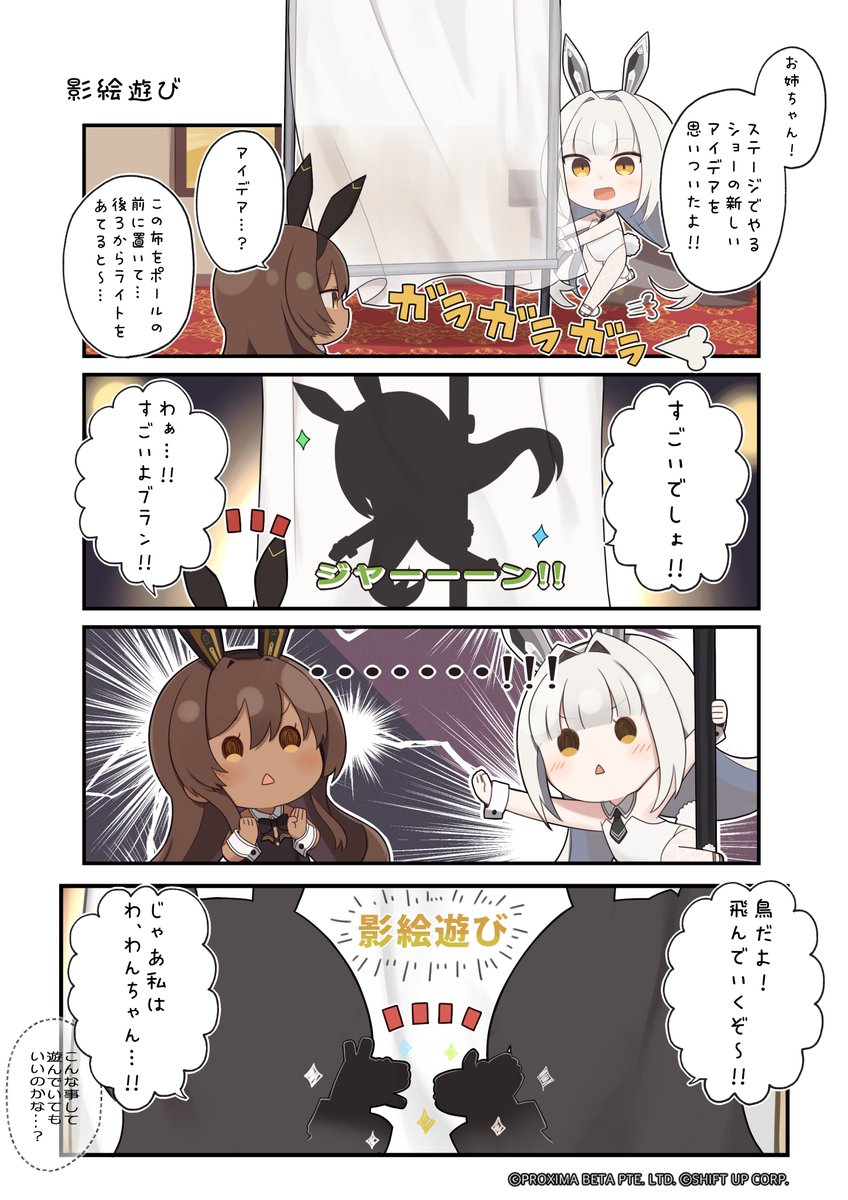 影絵遊び
お姉ちゃん!
ステージでやる
ショーの新しい
アイデアを
思いついたよ!!
アイデア…?
この布をポールの
前に置いて…
後ろからライトを
あてると〜…
ガラガラガラ
すごいでしょ!!
わぁ…!!
すごいよブラン!!
ジャーーーン!!
・・・・・・・!!!
影絵遊び
鳥だよ!
飛んでいくぞ〜!!
じゃあ私は
わ、わんちゃん…!!
こんな事して
遊んでいても
いいのかな…?
©PROXIMA BETA PTE. LTD. ©SHIFT UP CORP.